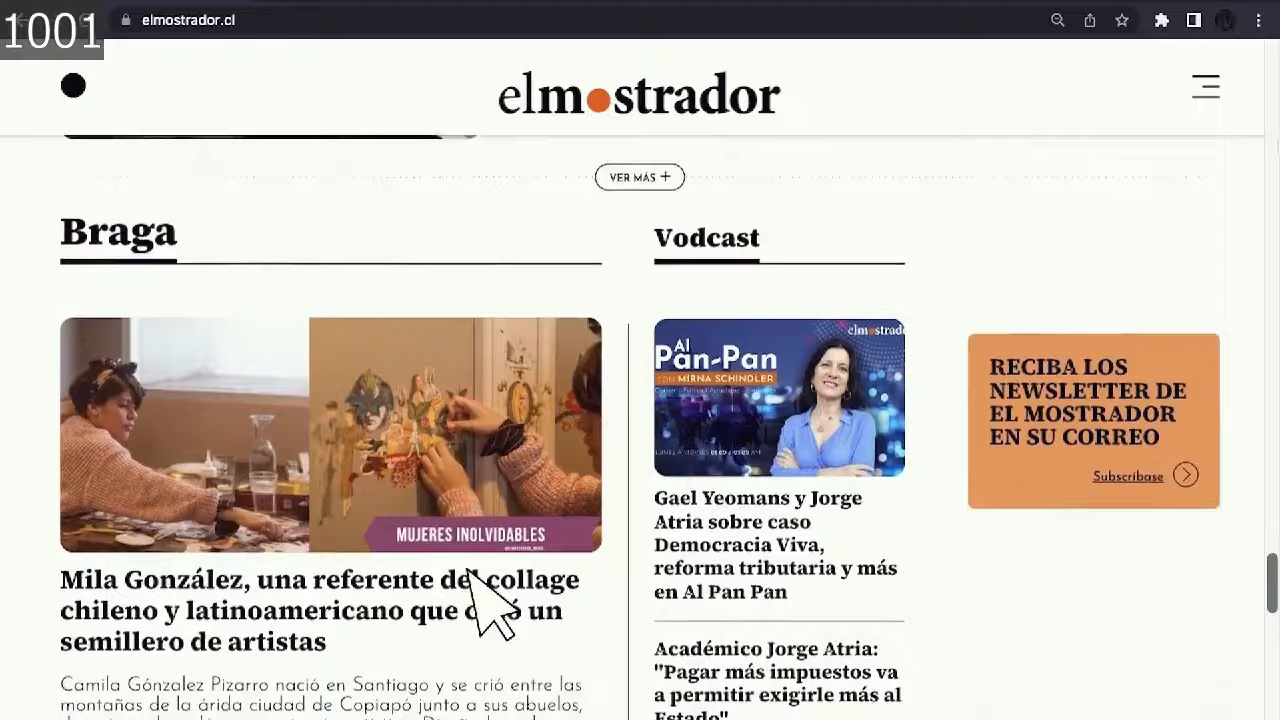 1001
elmostrador.cl
elmostrador
VER MÁS +
Braga
Vodcast
elmostrado
Al
Pan-Pan
CON MIRNA SCHINDLER
MUJERES INOLVIDABLES
RECIBA LOS
NEWSLETTER DE
EL MOSTRADOR
EN SU CORREO
Subscríbase
Mila González, una referente del collage
chileno y latinoamericano que un
semillero de artistas
Camila Gónzalez Pizarro nació en Santiago y se crió entre las
montañas de la árida ciudad de Copiapó junto a sus abuelos,
Gael Yeomans y Jorge
Atria sobre caso
Democracia Viva,
reforma tributaria y más
en Al Pan Pan
Académico Jorge Atria:
"Pagar más impuestos va
a permitir exigirle más al
Estado"